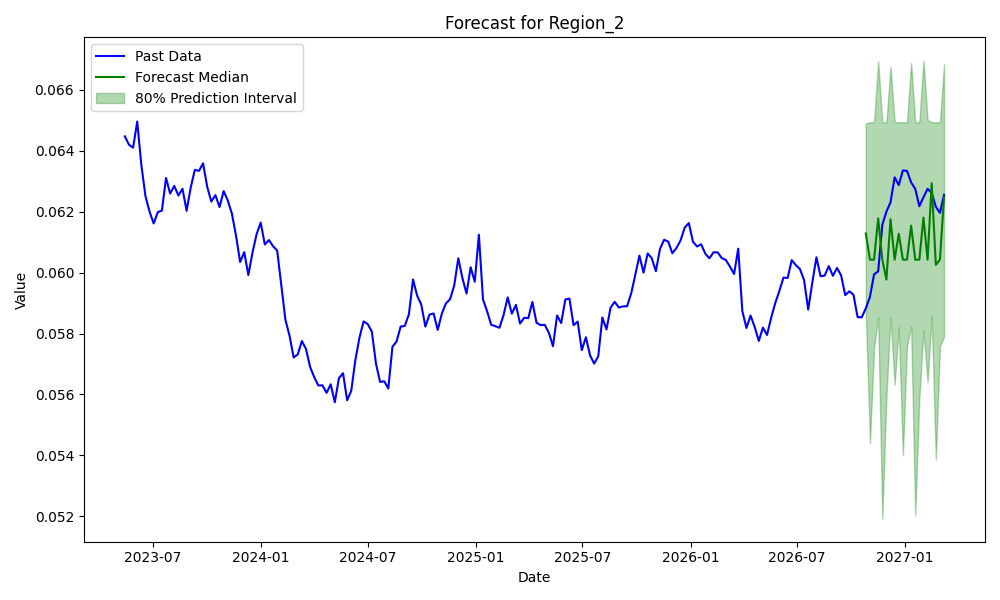 Forecast for Region_2
Past Data
Forecast Median
80% Prediction Interval
Value
0.066
0.064
0.062
0.060
0.058
0.056
0.054
0.052
2023-07
2024-01
2024-07
2025-01
2025-07
2026-01
2026-07
2027-01
Date